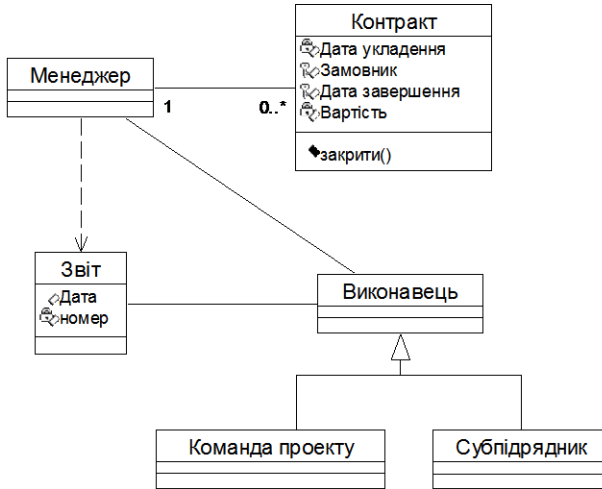 Контракт
Дата укладення
Замовник
Дата завершення
Вартість
закрити()
Менеджер
1
0..*
Звіт
Дата
номер
Виконавець
Команда проекту
Субпідрядник